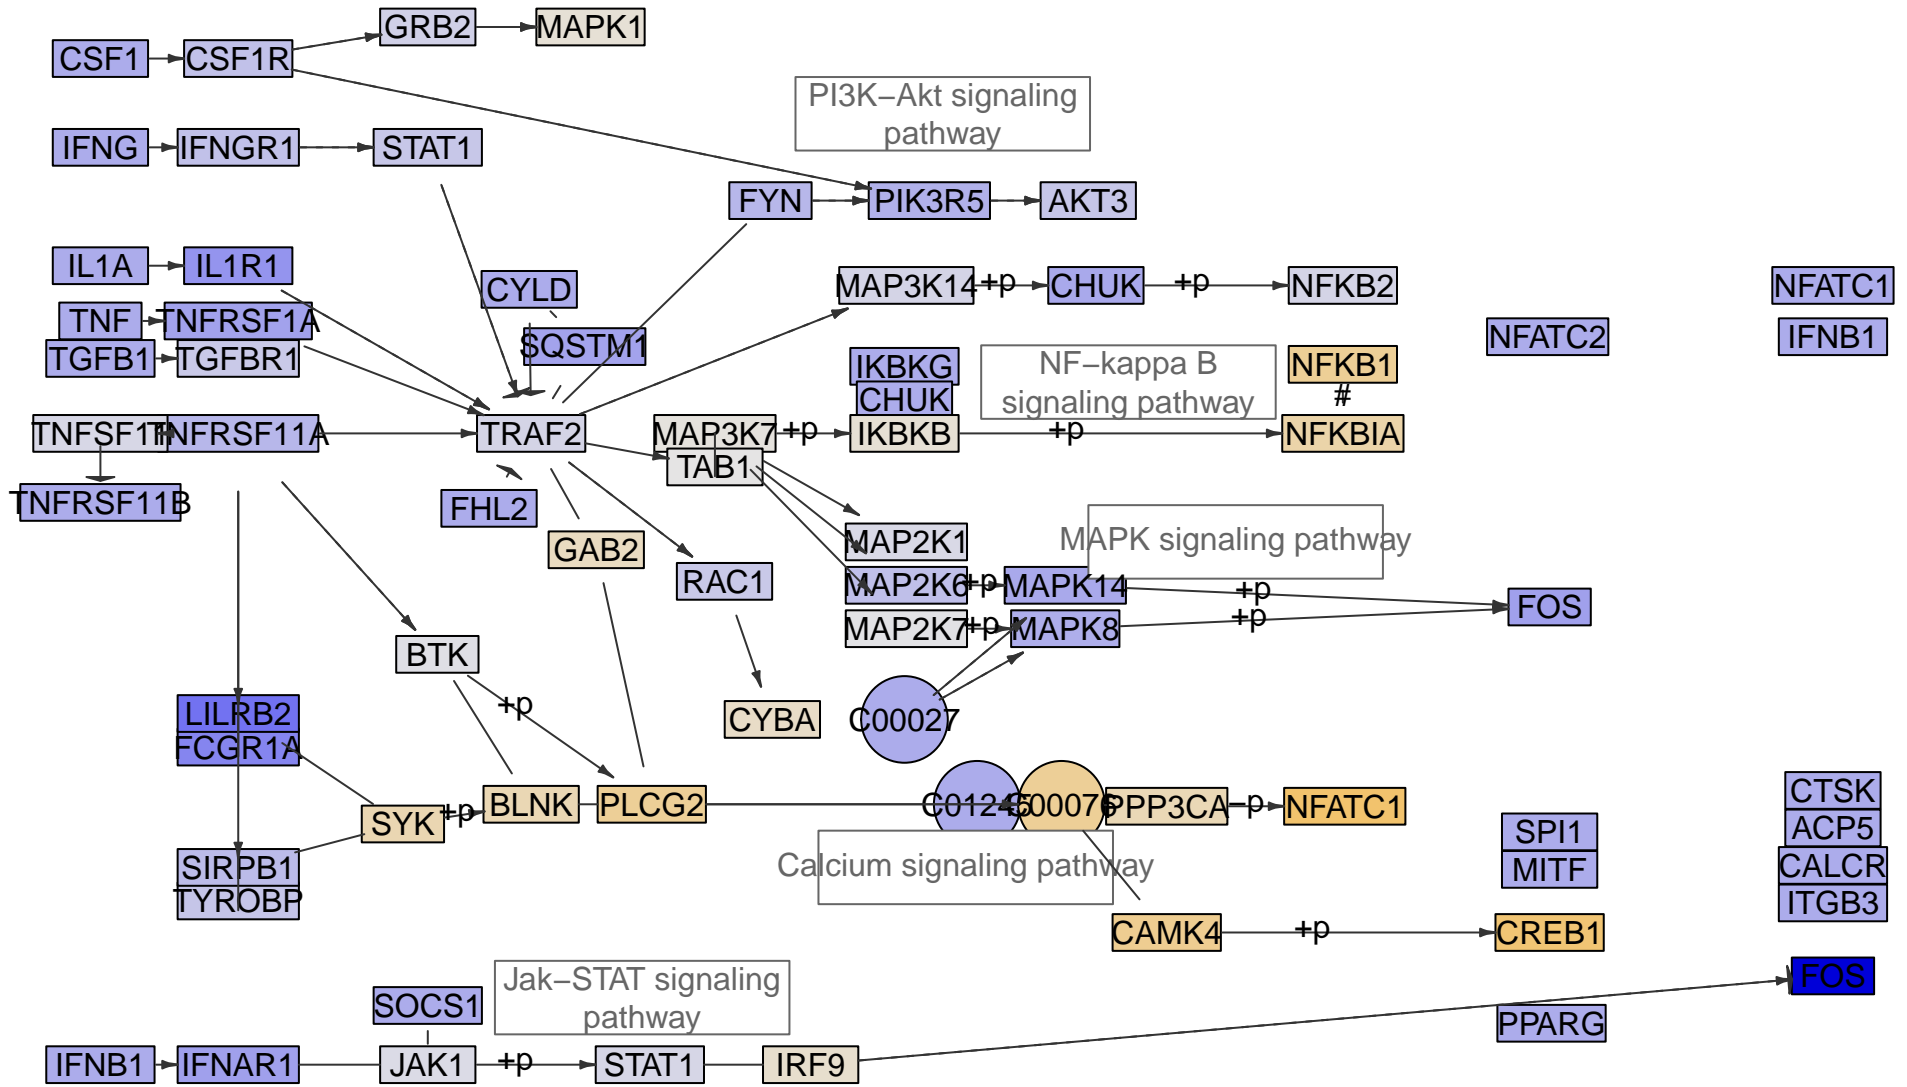 GRB2
MAPK1
CSF1
CSF1R
PI3K−Akt signaling
pathway
IFNG
IFNGR1
STAT1
FYN
PIK3R5
AKT3
IL1A
IL1R1
CYLD
MAP3K14
+p
CHUK
+p
NFKB2
NFATC1
TNF
TNFRSF1A
SQSTM1
NFATC2
IFNB1
TGFB1
TGFBR1
IKBKG
NF−kappa B
signaling pathway
NFKB1
CHUK
#
TNFSF11
TNFRSF11A
TRAF2
MAP3K7
+p
IKBKB
+p
NFKBIA
TAB1
TNFRSF11B
FHL2
GAB2
MAP2K1
MAPK signaling pathway
RAC1
MAP2K6
+p
MAPK14
+p
FOS
MAP2K7
+p
MAPK8
+p
BTK
LILRB2
+p
CYBA
C00027
FCGR1A
SYK
+p
BLNK
PLCG2
C01245
C00076
PPP3CA
−p
NFATC1
CTSK
SPI1
ACP5
Calcium signaling pathway
SIRPB1
MITF
CALCR
TYROBP
ITGB3
CAMK4
+p
CREB1
Jak−STAT signaling
pathway
FOS
SOCS1
PPARG
IFNB1
IFNAR1
JAK1
+p
STAT1
IRF9